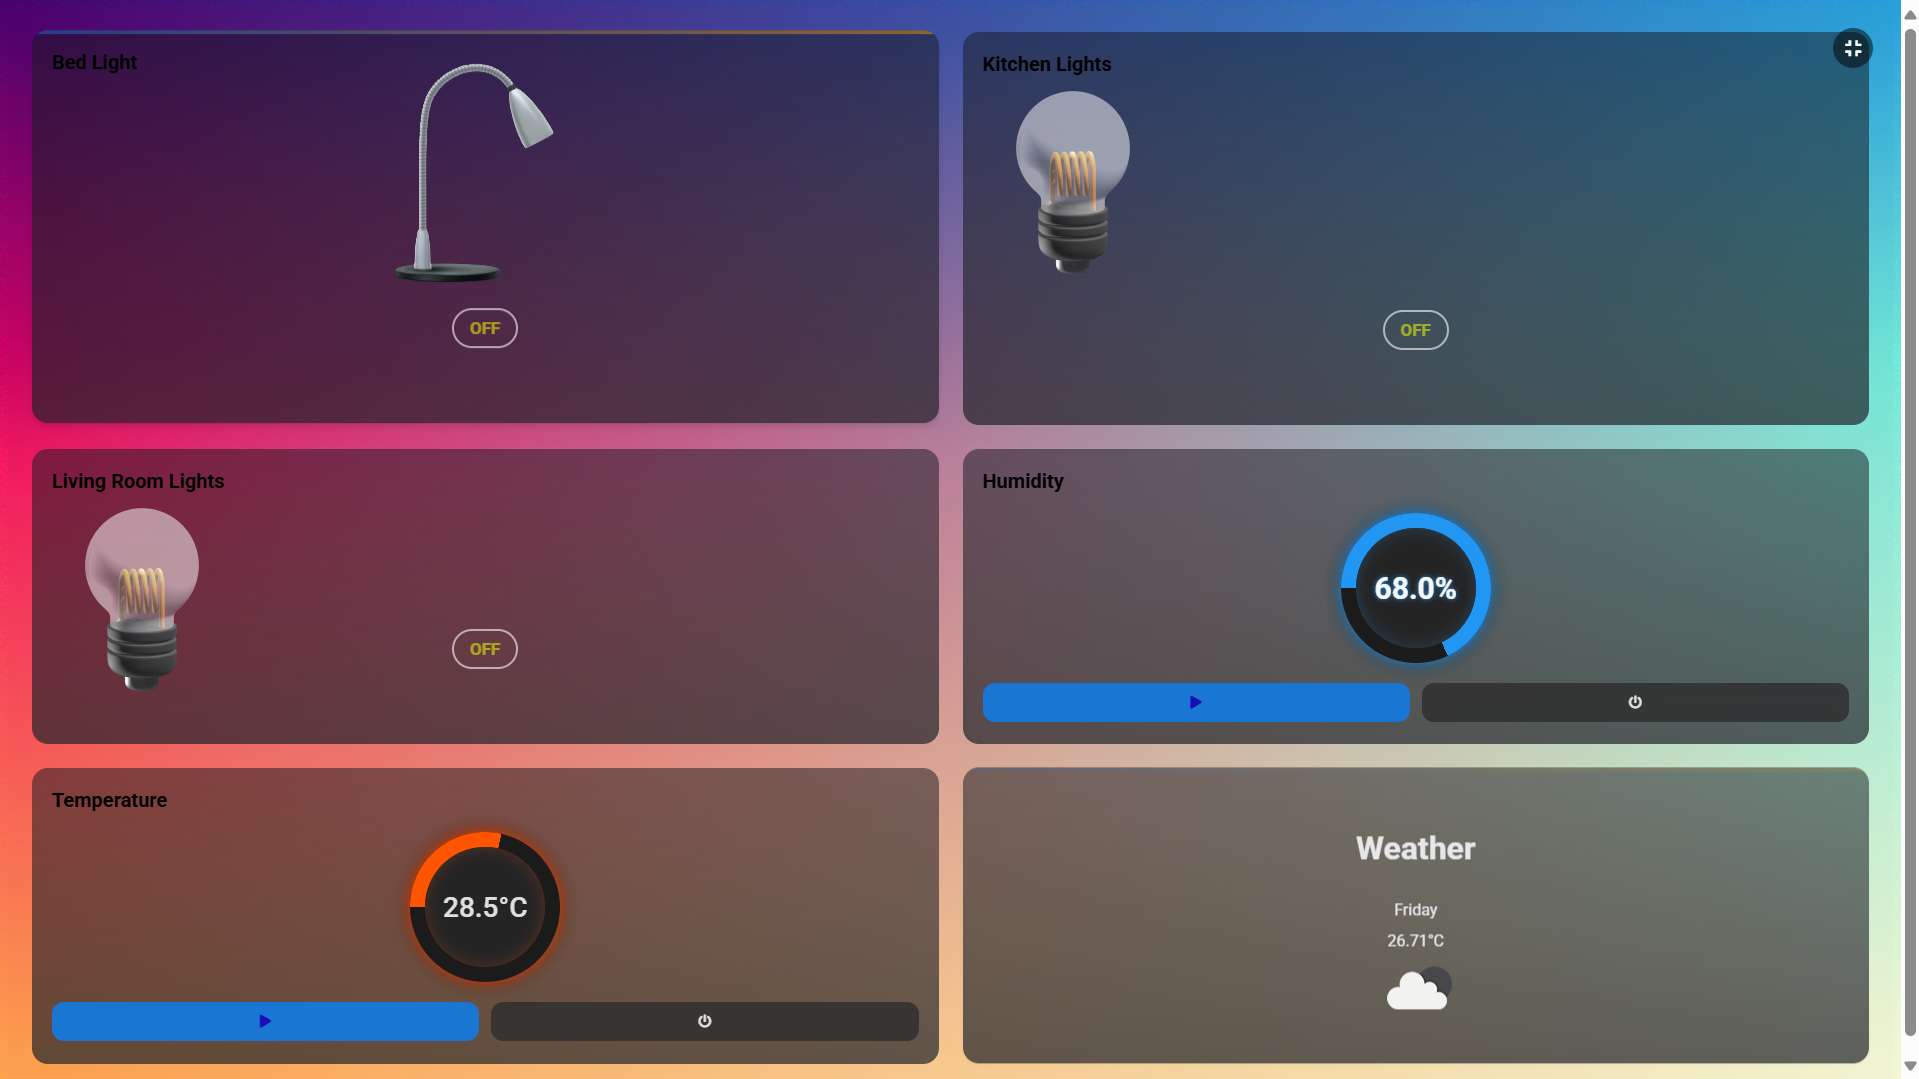 Bed Light
OFF
Kitchen Lights
OFF
Living Room Lights
OFF
Humidity
68.0%
Temperature
28.5°C
Weather
Friday
26.71°C